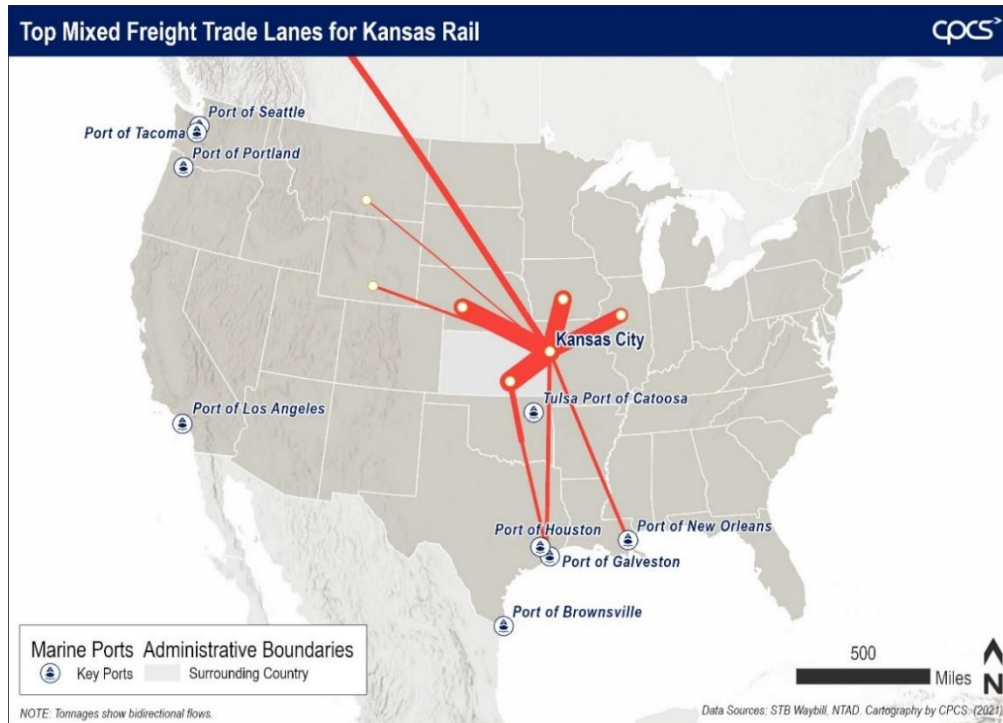 Top Mixed Freight Trade Lanes for Kansas Rail
cpcs
Port of Seattle
Port of Tacoma
Port of Portland
Kansas City
Port of Los Angeles
Tulsa Port of Catoosa
Port of Houston
Port of New Orleans
Port of Galveston
Port of Brownsville
Marine Ports Administrative Boundaries
Key Ports Surrounding Country
500
Miles
N
NOTE: Tonnages show bidirectional flows.
Data Sources: STB Waybill, NTAD. Cartography by CPCS. (2021)